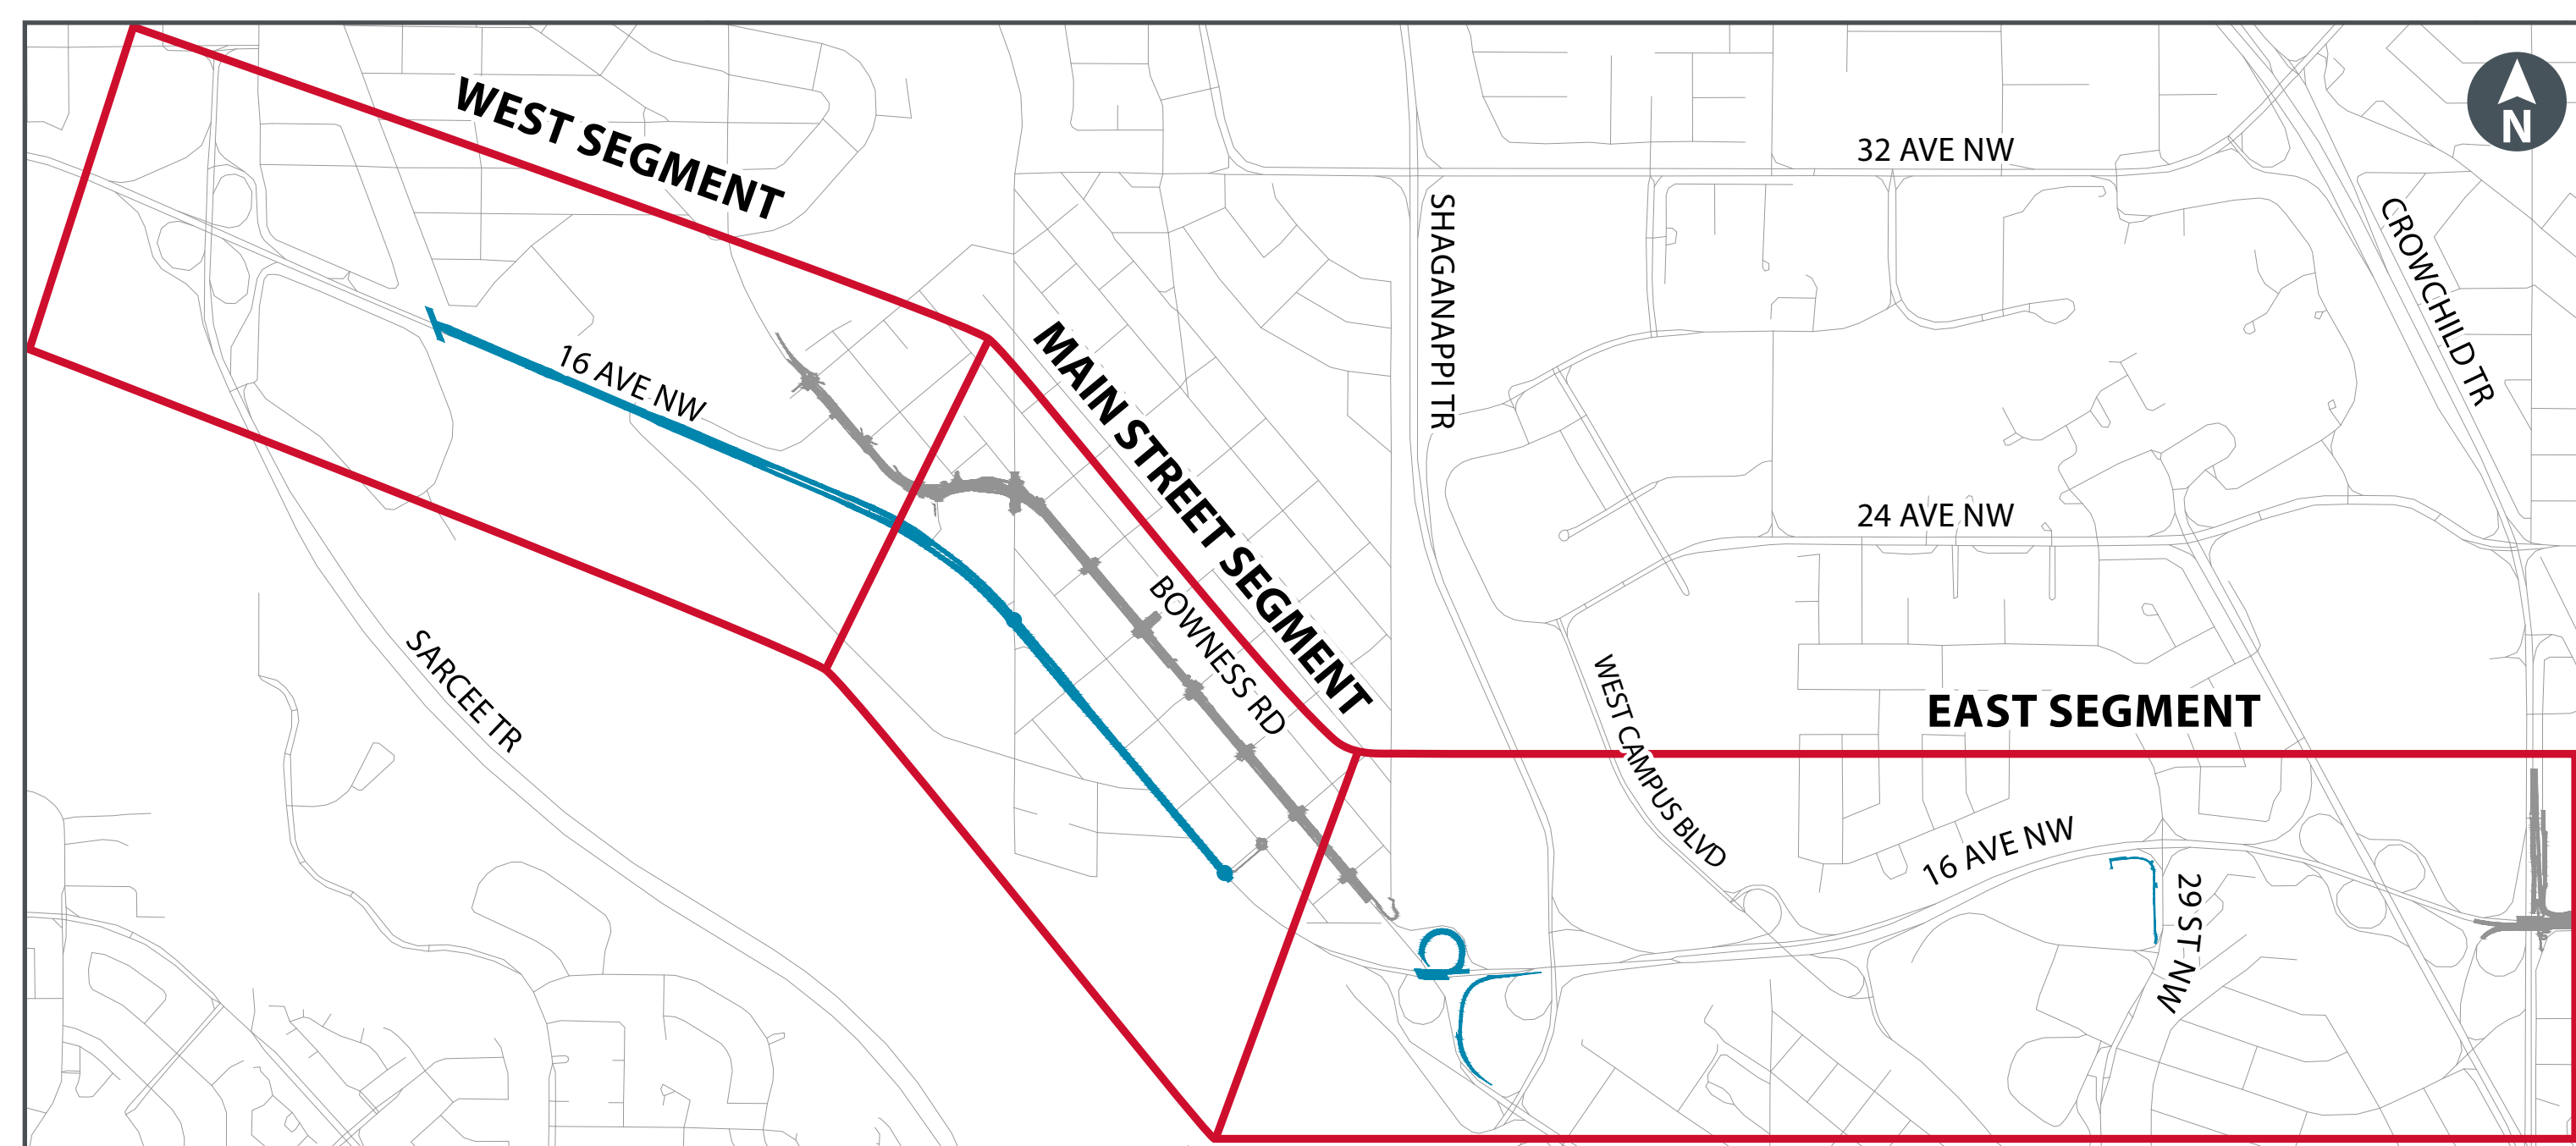 WEST SEGMENT
N
32 AVE NW
SHAGANAPPI TR
CROWCHILD TR
16 AVE NW
MAIN STREET SEGMENT
24 AVE NW
BOWNESS RD
SARCEE TR
WEST CAMPUS BLVD
EAST SEGMENT
16 AVE NW
29 ST NW